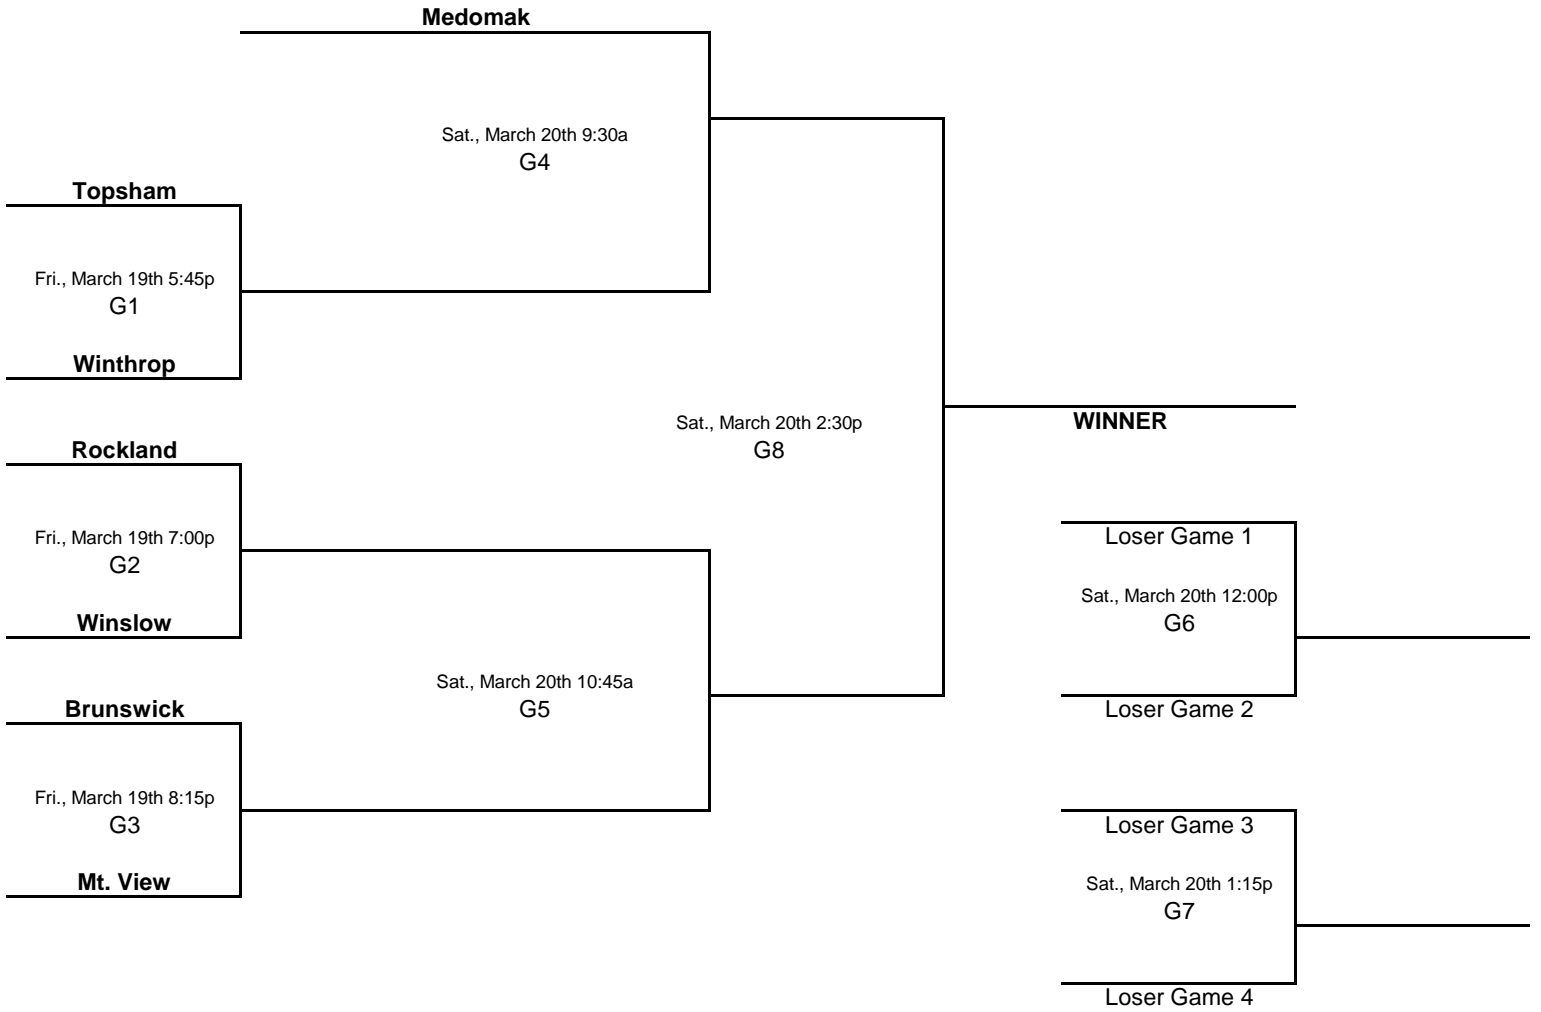 Medomak
Sat., March 20th 9:30a
G4
Topsham
Fri., March 19th 5:45p
G1
Winthrop
Sat., March 20th 2:30p
G8
WINNER
Rockland
Fri., March 19th 7:00p
G2
Winslow
Sat., March 20th 10:45a
G5
Brunswick
Fri., March 19th 8:15p
G3
Mt. View
Loser Game 1
Sat., March 20th 12:00p
G6
Loser Game 2
Loser Game 3
Sat., March 20th 1:15p
G7
Loser Game 4